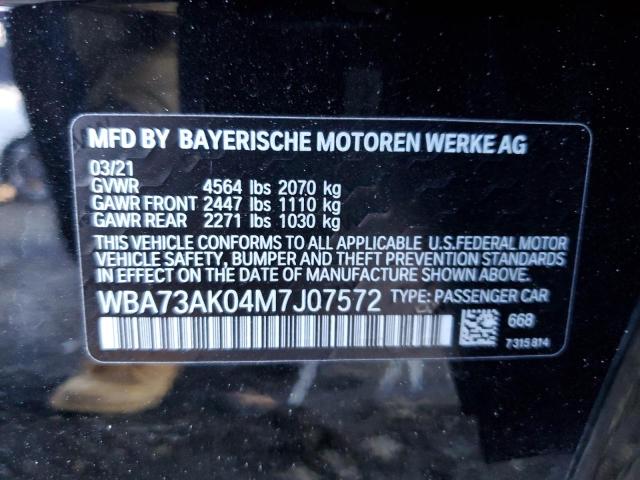 MFD BY BAYERISCHE MOTOREN WERKE AG
03/21
GVWR 4564 lbs 2070 kg
GAWR FRONT 2447 lbs 1110 kg
GAWR REAR 2271 lbs 1030 kg
THIS VEHICLE CONFORMS TO ALL APPLICABLE U.S.FEDERAL MOTOR
VEHICLE SAFETY, BUMPER AND THEFT PREVENTION STANDARDS
IN EFFECT ON THE DATE OF MANUFACTURE SHOWN ABOVE.
WBA73AK04M7J07572 TYPE: PASSENGER CAR
668
7315814